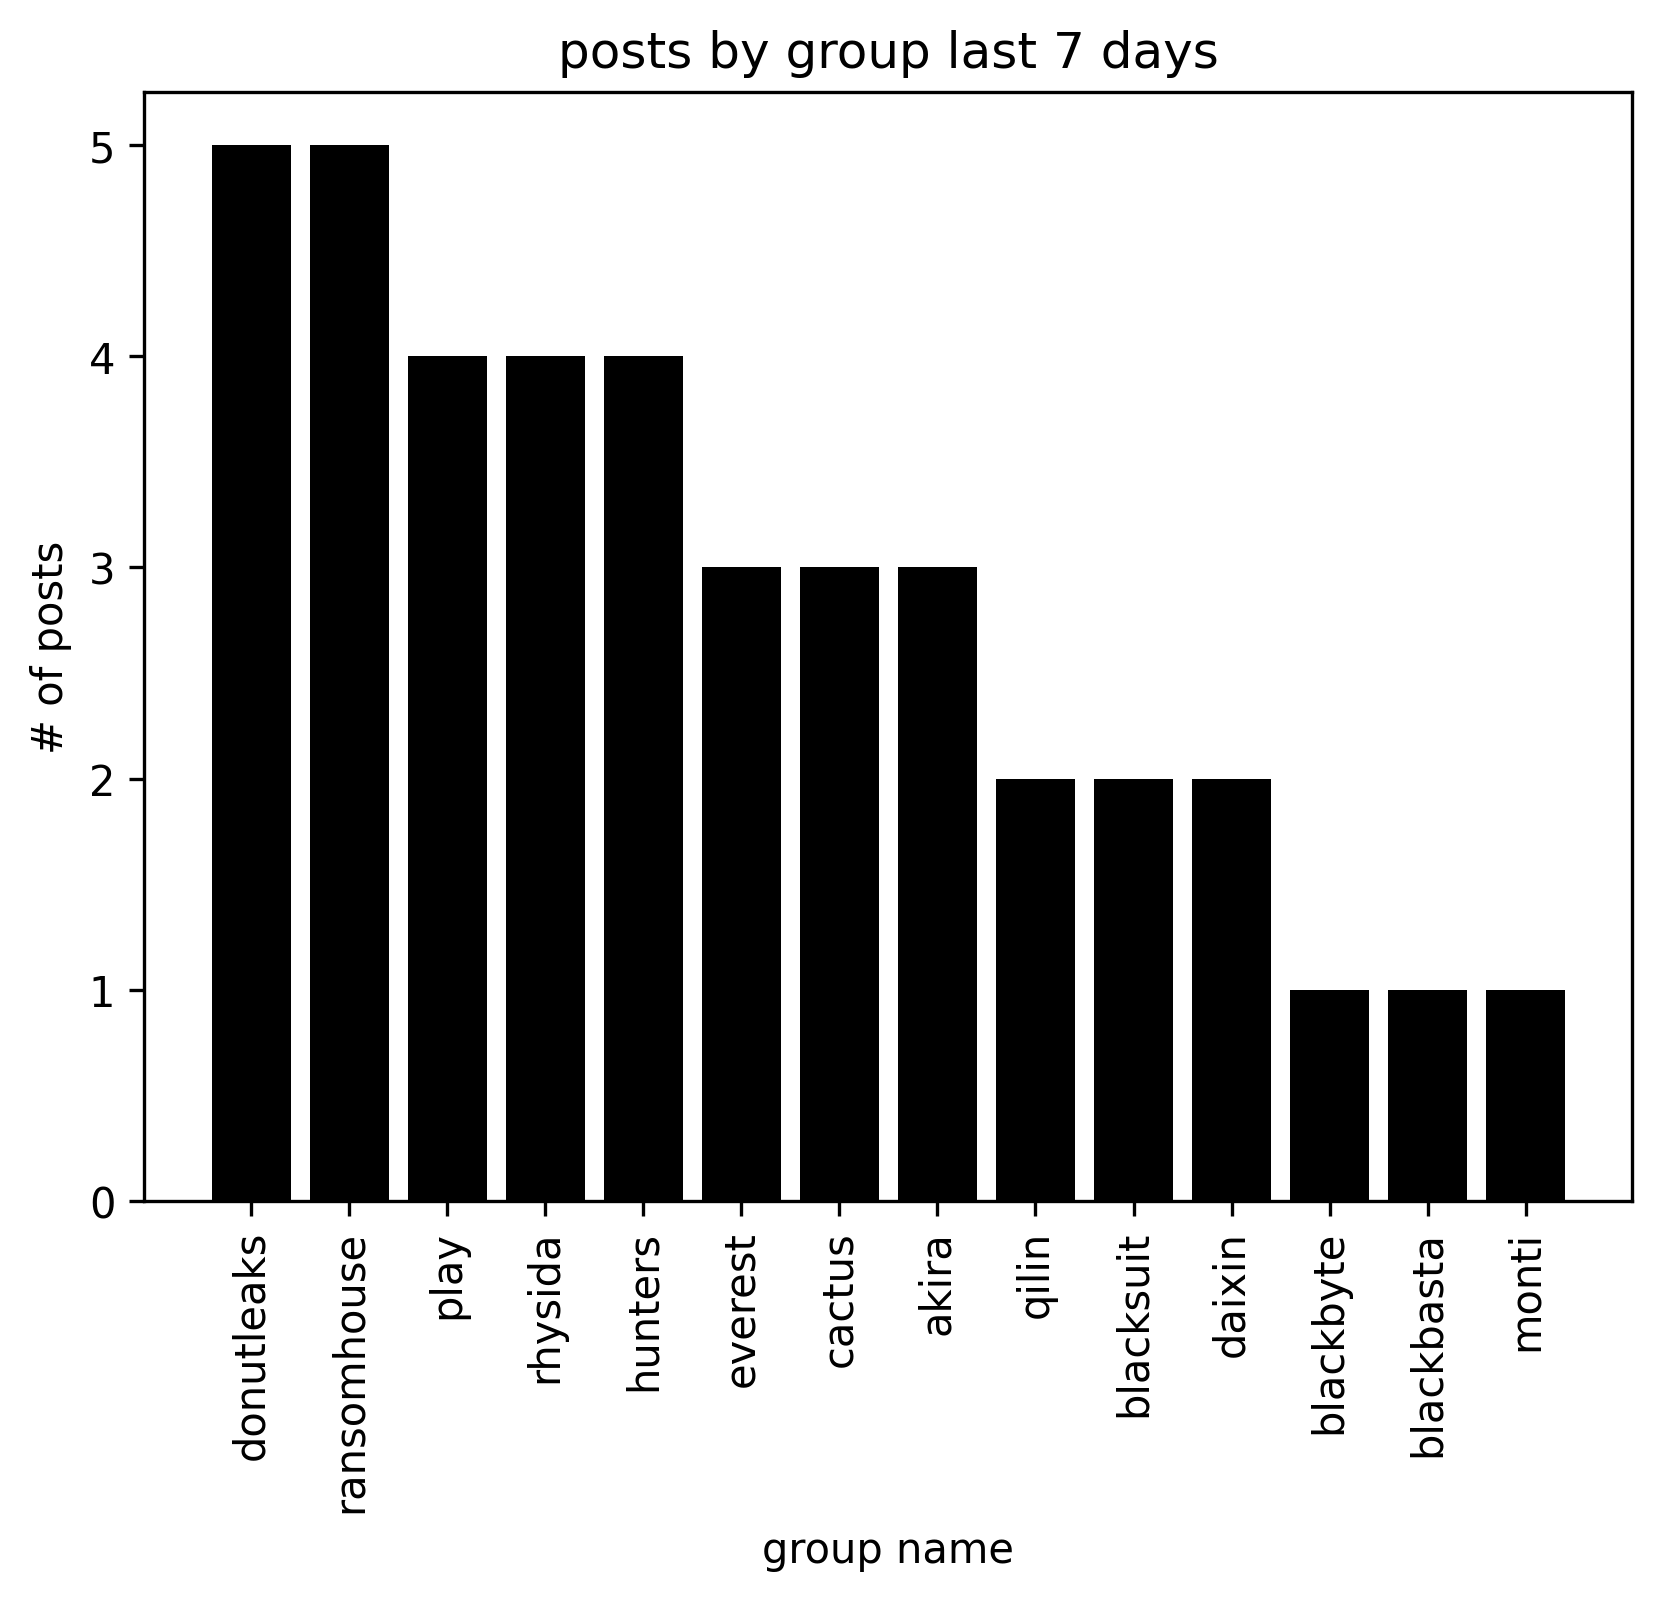 posts by group last 7 days
# of posts
5
4
3
2
1
0
donutleaks
ransomhouse
play
rhysida
hunters
everest
cactus
akira
qilin
blacksuit
daixin
blackbyte
blackbasta
monti
group name